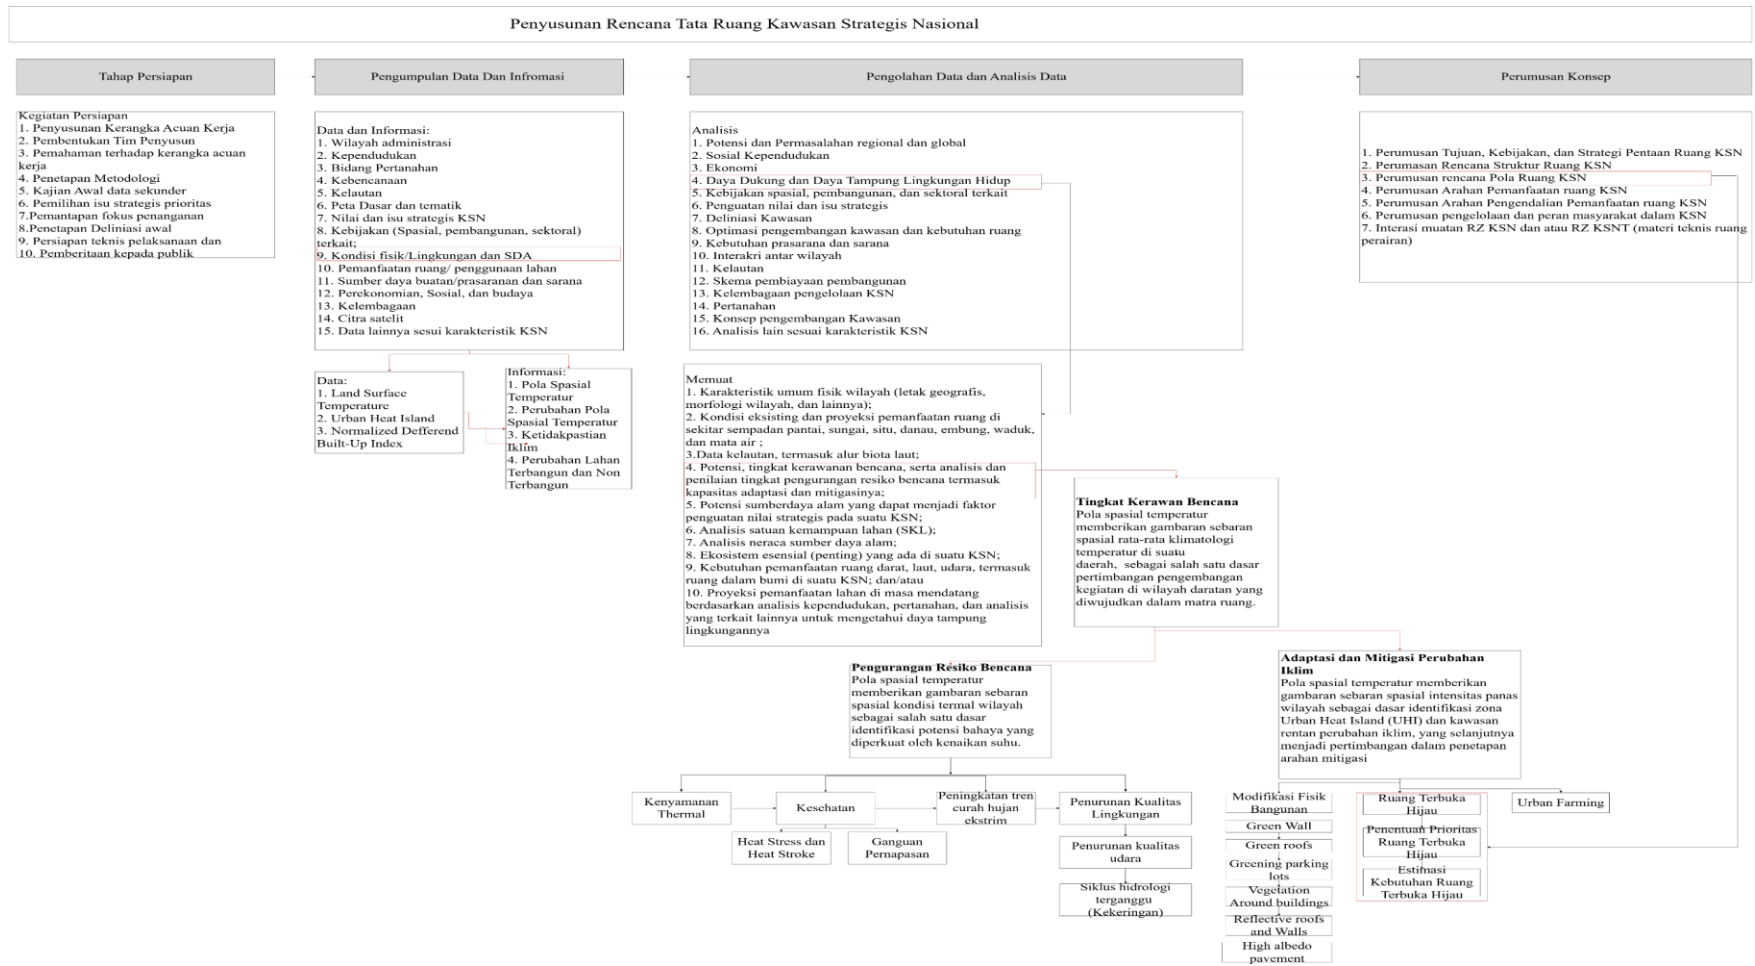 Penyusunan Rencana Tata Ruang Kawasan Strategis Nasional
Tahap Persiapan
Pengumpulan Data Dan Infromasi
Pengolahan Data dan Analisis Data
Perumusan Konsep
Kegiatan Persiapan
1. Penyusunan Kerangka Acuan Kerja
2. Pembentukan Tim Penyusun
3. Pemahaman terhadap kerangka acuan
kerja
4. Penetapan Metodologi
5. Kajian Awal data sekunder
6. Pemilihan isu strategis prioritas
7.Pemantapan fokus penanganan
8.Penetapan Deliniasi awal
9. Persiapan teknis pelaksanaan dan
10. Pemberitaan kepada publik
Data dan Informasi:
1. Wilayah administrasi
2. Kependudukan
3. Bidang Pertanahan
4. Kebencanaan
5. Kelautan
6. Peta Dasar dan tematik
7. Nilai dan isu strategis KSN
8. Kebijakan (Spasial, pembangunan, sektoral)
terkait;
9. Kondisi fisik/Lingkungan dan SDA
10. Pemanfaatan ruang/ penggunaan lahan
11. Sumber daya buatan/prasaranan dan sarana
12. Perekonomian, Sosial, dan budaya
13. Kelembagaan
14. Citra satelit
15. Data lainnya sesui karakteristik KSN
Analisis
1. Potensi dan Permasalahan regional dan global
2. Sosial Kependudukan
3. Ekonomi
4. Daya Dukung dan Daya Tampung Lingkungan Hidup
5. Kebijakan spasial, pembangunan, dan sektoral terkait
6. Penguatan nilai dan isu strategis
7. Deliniasi Kawasan
8. Optimasi pengembangan kawasan dan kebutuhan ruang
9. Kebutuhan prasarana dan sarana
10. Interakri antar wilayah
11. Kelautan
12. Skema pembiayaan pembangunan
13. Kelembagaan pengelolaan KSN
14. Pertanahan
15. Konsep pengembangan Kawasan
16. Analisis lain sesuai karakteristik KSN
1. Perumusan Tujuan, Kebijakan, dan Strategi Pentaan Ruang KSN
2. Perumasan Rencana Struktur Ruang KSN
3. Perumusan rencana Pola Ruang KSN
4. Perumusan Arahan Pemanfaatan ruang KSN
5. Perumusan Arahan Pengendalian Pemanfaatan ruang KSN
6. Perumusan pengelolaan dan peran masyarakat dalam KSN
7. Interasi muatan RZ KSN dan atau RZ KSNT (materi teknis ruang
perairan)
Data:
1. Land Surface
Temperature
2. Urban Heat Island
3. Normalized Defferend
Built-Up Index
Informasi:
1. Pola Spasial
Temperatur
2. Perubahan Pola
Spasial Temperatur
3. Ketidakpastian
Iklim
4. Perubahan Lahan
Terbangun dan Non
Terbangun
Memuat
1. Karakteristik umum fisik wilayah (letak geografis,
morfologi wilayah, dan lainnya);
2. Kondisi eksisting dan proyeksi pemanfaatan ruang di
sekitar sempadan pantai, sungai, situ, danau, embung, waduk,
dan mata air ;
3.Data kelautan, termasuk alur biota laut;
4. Potensi, tingkat kerawanan bencana, serta analisis dan
penilaian tingkat pengurangan resiko bencana termasuk
kapasitas adaptasi dan mitigasinya;
5. Potensi sumberdaya alam yang dapat menjadi faktor
penguatan nilai strategis pada suatu KSN;
6. Analisis satuan kemampuan lahan (SKL);
7. Analisis neraca sumber daya alam;
8. Ekosistem esensial (penting) yang ada di suatu KSN;
9. Kebutuhan pemanfaatan ruang darat, laut, udara, termasuk
ruang dalam bumi di suatu KSN; dan/atau
10. Proyeksi pemanfaatan lahan di masa mendatang
berdasarkan analisis kependudukan, pertanahan, dan analisis
yang terkait lainnya untuk mengetahui daya tampung
lingkungannya
Tingkat Kerawan Bencana
Pola spasial temperatur
memberikan gambaran sebaran
spasial rata-rata klimatologi
temperatur di suatu
daerah, sebagai salah satu dasar
pertimbangan pengembangan
kegiatan di wilayah daratan yang
diwujudkan dalam matra ruang.
Pengurangan Resiko Bencana
Pola spasial temperatur
memberikan gambaran sebaran
spasial kondisi termal wilayah
sebagai salah satu dasar
identifikasi potensi bahaya yang
diperkuat oleh kenaikan suhu.
Adaptasi dan Mitigasi Perubahan
Iklim
Pola spasial temperatur memberikan
gambaran sebaran spasial intensitas panas
wilayah sebagai dasar identifikasi zona
Urban Heat Island (UHI) dan kawasan
rentan perubahan iklim, yang selanjutnya
menjadi pertimbangan dalam penetapan
arahan mitigasi
Kenyamanan
Thermal
Kesehatan
Peningkatan tren
curah hujan
ekstrim
Penurunan Kualitas
Lingkungan
Heat Stress dan
Heat Stroke
Ganguan
Pernapasan
Penurunan kualitas
udara
Siklus hidrologi
terganggu
(Kekeringan)
Modifikasi Fisik
Bangunan
Green Wall
Green roofs
Greening parking
lots
Vegetation
Around buildings
Reflective roofs
and Walls
High albedo
pavement
Ruang Terbuka
Hijau
Penentuan Prioritas
Ruang Terbuka
Hijau
Estimasi
Kebutuhan Ruang
Terbuka Hijau
Urban Farming